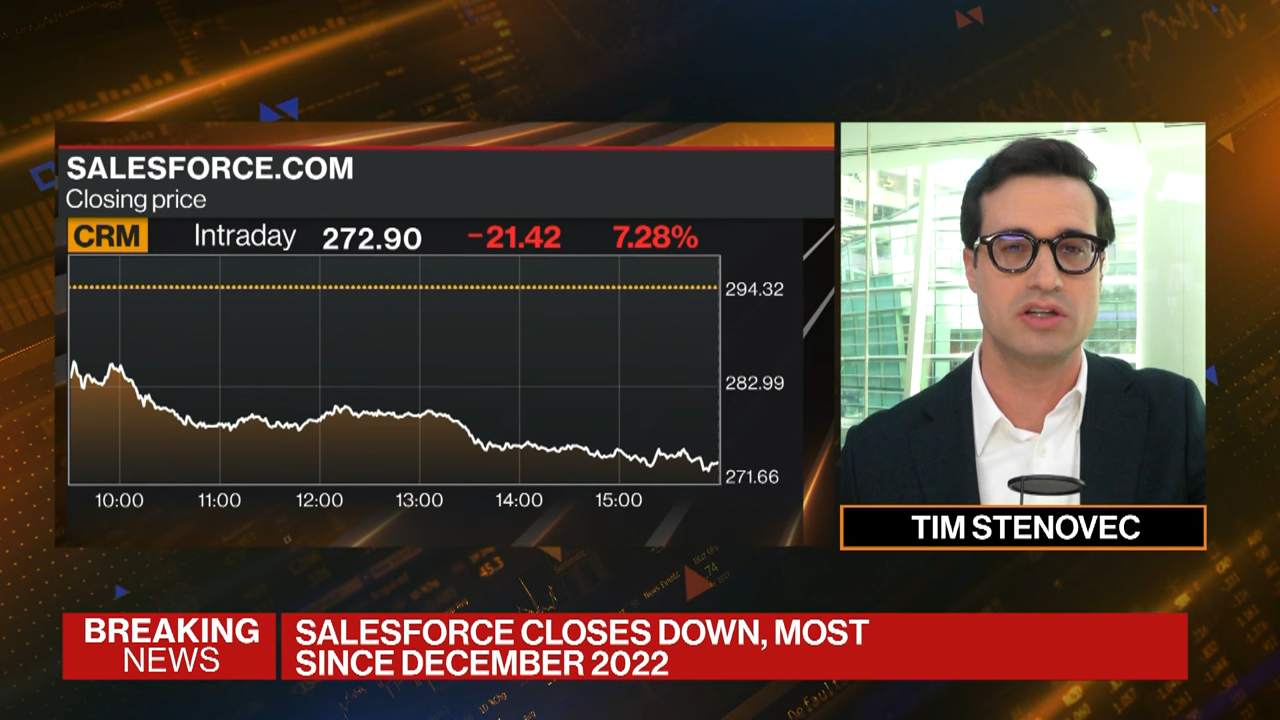 SALESFORCE.COM
Closing price
CRM Intraday 272.90 -21.42 7.28%
294.32
282.99
271.66
10:00 11:00 12:00 13:00 14:00 15:00
TIM STENOVEC
BREAKING
NEWS
SALESFORCE CLOSES DOWN, MOST
SINCE DECEMBER 2022